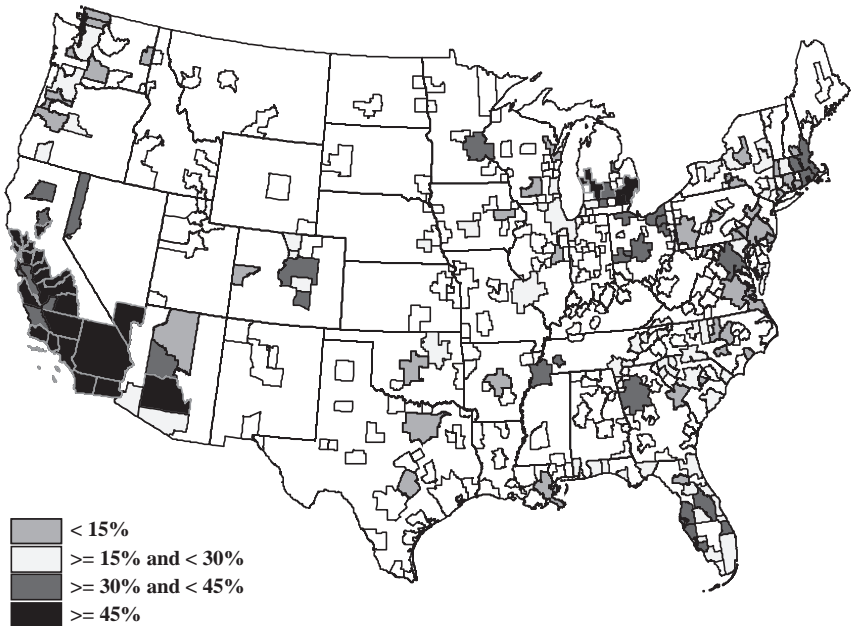 < 15%
>= 15% and < 30%
>= 30% and < 45%
>= 45%